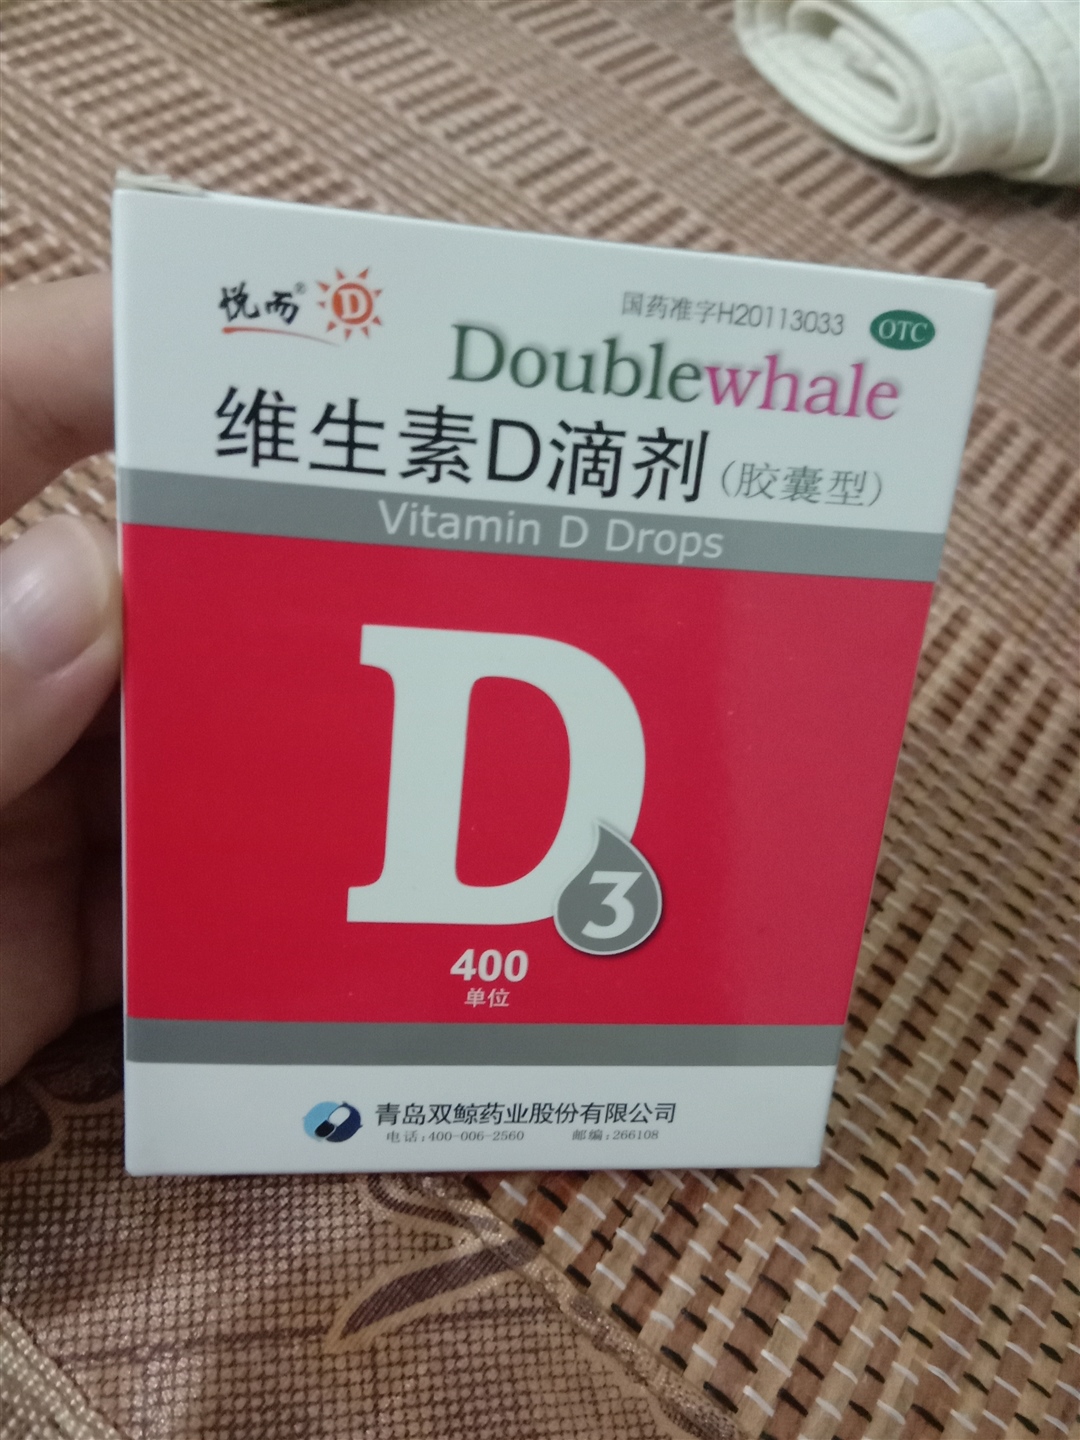 悦而® D
国药准字H20113033 OTC
Doublewhale
维生素D滴剂(胶囊型)
Vitamin D Drops
D3
400
单位
青岛双鲸药业股份有限公司
电话:400-006-2560 邮编:266108